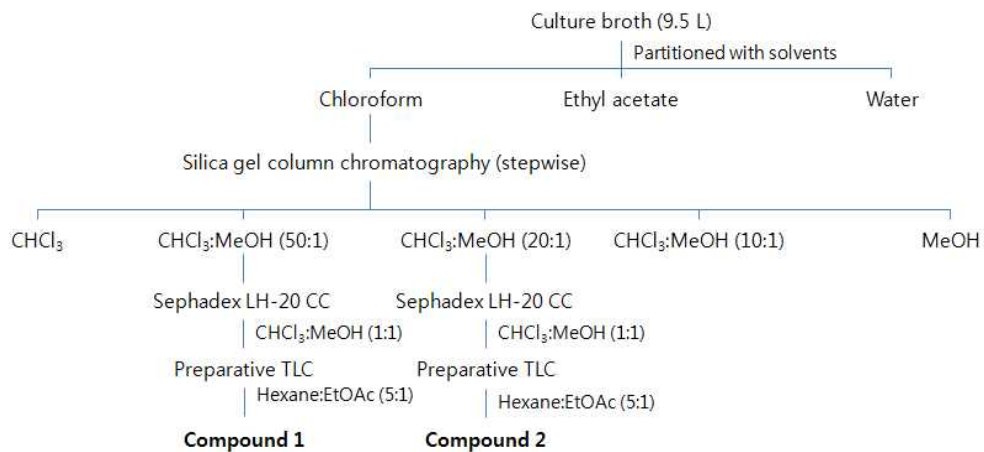 Culture broth (9.5 L)
Partitioned with solvents
Chloroform Ethyl acetate Water
Silica gel column chromatography (stepwise)
CHCl₃ CHCl₃:MeOH (50:1) CHCl₃:MeOH (20:1) CHCl₃:MeOH (10:1) MeOH
Sephadex LH-20 CC Sephadex LH-20 CC
CHCl₃:MeOH (1:1) CHCl₃:MeOH (1:1)
Preparative TLC Preparative TLC
Hexane:EtOAc (5:1) Hexane:EtOAc (5:1)
Compound 1 Compound 2